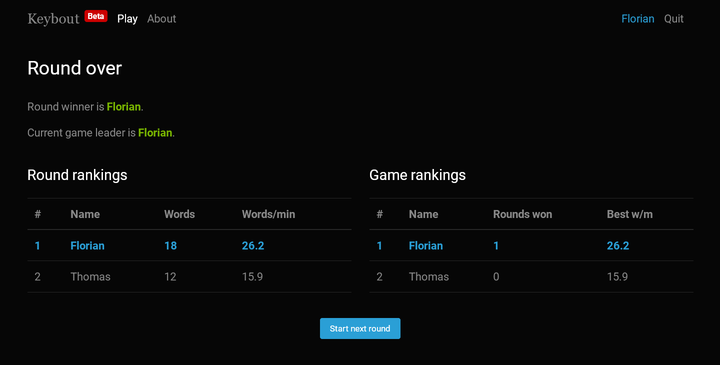 Keybout Beta Play About Florian Quit
Round over
Round winner is Florian.
Current game leader is Florian.
Round rankings
# Name Words Words/min
1 Florian 18 26.2
2 Thomas 12 15.9
Game rankings
# Name Rounds won Best w/m
1 Florian 1 26.2
2 Thomas 0 15.9
Start next round